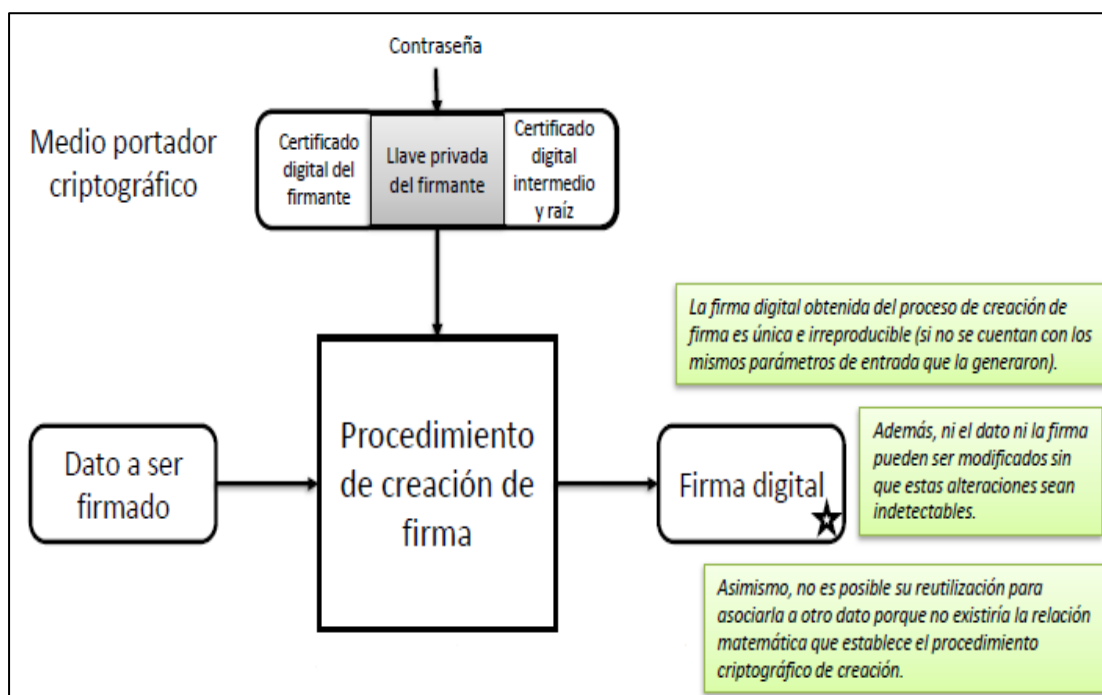 Contraseña
Medio portador
criptográfico
Certificado
digital del
firmante
Llave privada
del firmante
Certificado
digital
intermedio
y raíz
Dato a ser
firmado
Procedimiento
de creación de
firma
Firma digital
La firma digital obtenida del proceso de creación de
firma es única e irreproducible (si no se cuentan con los
mismos parámetros de entrada que la generaron).
Además, ni el dato ni la firma
pueden ser modificados sin
que estas alteraciones sean
indetectables.
Asimismo, no es posible su reutilización para
asociarla a otro dato porque no existiría la relación
matemática que establece el procedimiento
criptográfico de creación.